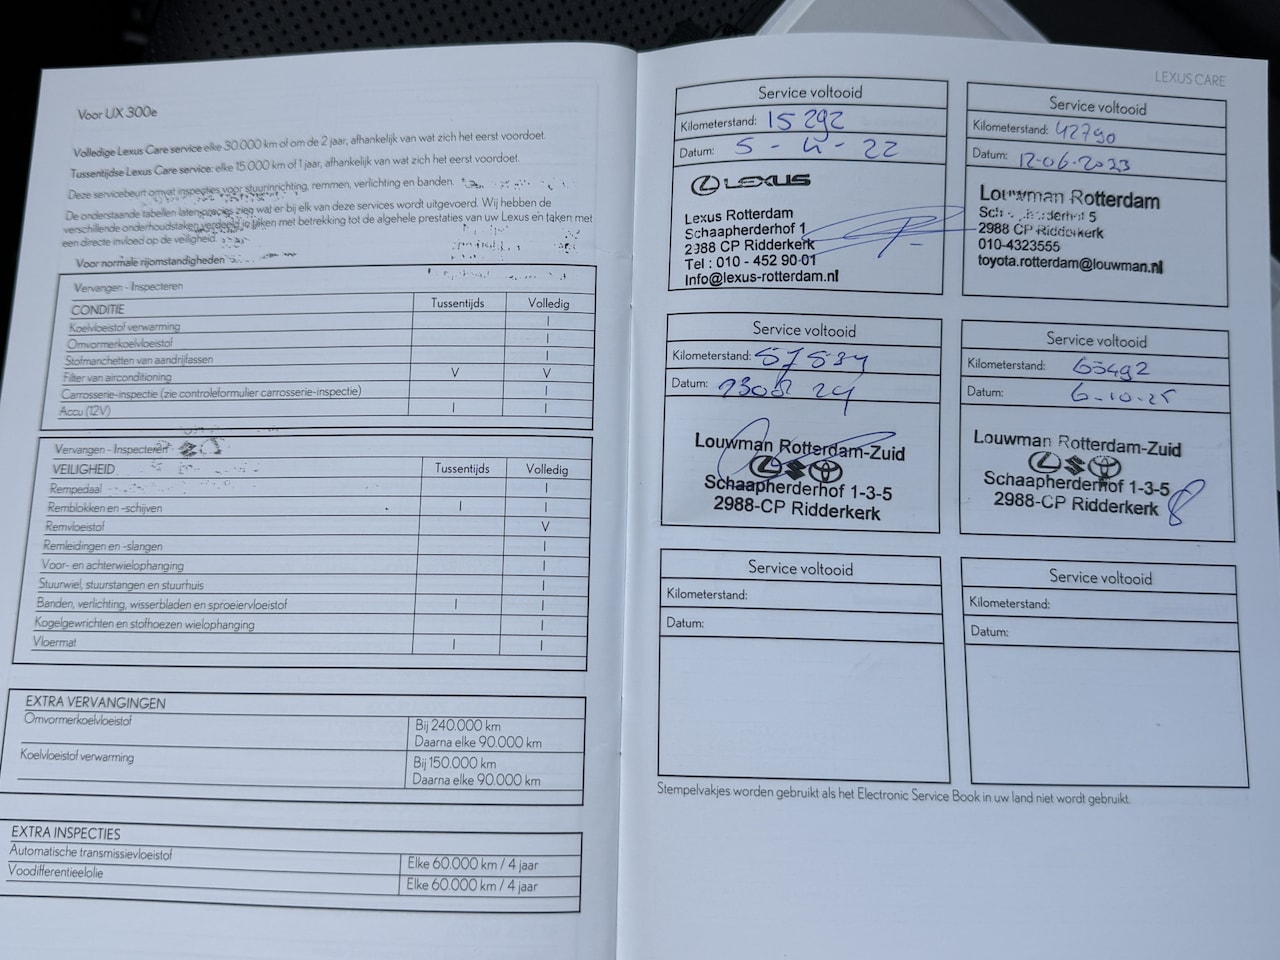 Voor UX 300e
Volledige Lexus Care service elke 30.000 km of om de 2 jaar, afhankelijk van wat zich het eerst voordoet.
Tussentijdse Lexus Care service: elke 15.000 km of 1 jaar, afhankelijk van wat zich het eerst voordoet.
Deze servicebeurt omvat inspecties voor stuurinrichting, remmen, verlichting en banden.
De onderstaande tabellen laten precies zien wat er bij elk van deze services wordt uitgevoerd. Wij hebben de
verschillende onderhoudstaken verdeeld in taken met betrekking tot de algehele prestaties van uw Lexus en taken met
een directe invloed op de veiligheid.
Voor normale rijomstandigheden
Vervangen - Inspecteren
CONDITIE Tussentijds Volledig
Koelvloeistof verwarming I
Omvormerkoelvloeistof I
Stofmanchetten van aandrijfassen I
Filter van airconditioning V V
Carrosserie-inspectie (zie controleformulier carrosserie-inspectie) I
Accu (12V) I I
Vervangen - Inspecteren
VEILIGHEID Tussentijds Volledig
Rempedaal I
Remblokken en -schijven I I
Remvloeistof V
Remleidingen en -slangen I
Voor- en achterwielophanging I
Stuurwiel, stuurstangen en stuurhuis I
Banden, verlichting, wisserbladen en sproeiervloeistof I I
Kogelgewrichten en stofhoezen wielophanging I
Vloermat I I
EXTRA VERVANGINGEN
Omvormerkoelvloeistof Bij 240.000 km
Daarna elke 90.000 km
Koelvloeistof verwarming Bij 150.000 km
Daarna elke 90.000 km
EXTRA INSPECTIES
Automatische transmissievloeistof Elke 60.000 km / 4 jaar
Voodifferentieelolie Elke 60.000 km / 4 jaar
LEXUS CARE
Service voltooid
Kilometerstand: 15292
Datum: 5-4-22
LEXUS
Lexus Rotterdam
Schaapherderhof 1
2988 CP Ridderkerk
Tel : 010 - 452 90 01
Info@lexus-rotterdam.nl
Service voltooid
Kilometerstand: 42790
Datum: 12-06-2023
Louwman Rotterdam
5
2988 CP Ridderkerk
010-4323555
toyota.rotterdam@louwman.nl
Service voltooid
Kilometerstand: 57534
Datum: 24
Louwman Rotterdam-Zuid
Schaapherderhof 1-3-5
2988-CP Ridderkerk
Service voltooid
Kilometerstand: 65492
Datum: 6-10-25
Louwman Rotterdam-Zuid
Schaapherderhof 1-3-5
2988-CP Ridderkerk
Service voltooid
Kilometerstand:
Datum:
Service voltooid
Kilometerstand:
Datum:
Stempelvakjes worden gebruikt als het Electronic Service Book in uw land niet wordt gebruikt.